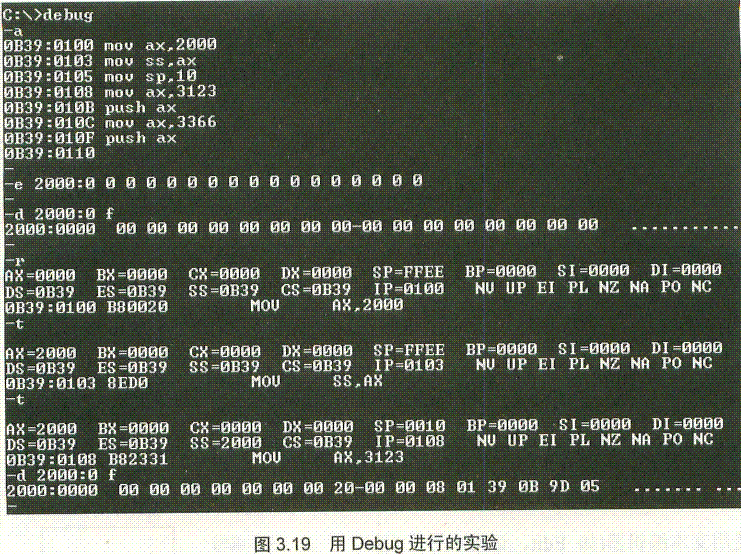 C:\>debug
-a
0B39:0100 mov ax,2000
0B39:0103 mov ss,ax
0B39:0105 mov sp,10
0B39:0108 mov ax,3123
0B39:010B push ax
0B39:010C mov ax,3366
0B39:010F push ax
0B39:0110
-
-e 2000:0 0 0 0 0 0 0 0 0 0 0 0 0 0 0 0 0
-
-d 2000:0 f
2000:0000 00 00 00 00 00 00 00 00-00 00 00 00 00 00 00 00 ...........
-
-r
AX=0000 BX=0000 CX=0000 DX=0000 SP=FFEE BP=0000 SI=0000 DI=0000
DS=0B39 ES=0B39 SS=0B39 CS=0B39 IP=0100 NV UP EI PL NZ NA PO NC
0B39:0100 B80020 MOV AX,2000
-t
AX=2000 BX=0000 CX=0000 DX=0000 SP=FFEE BP=0000 SI=0000 DI=0000
DS=0B39 ES=0B39 SS=0B39 CS=0B39 IP=0103 NV UP EI PL NZ NA PO NC
0B39:0103 8ED0 MOV SS,AX
-t
AX=2000 BX=0000 CX=0000 DX=0000 SP=0010 BP=0000 SI=0000 DI=0000
DS=0B39 ES=0B39 SS=2000 CS=0B39 IP=0108 NV UP EI PL NZ NA PO NC
0B39:0108 B82331 MOV AX,3123
-d 2000:0 f
2000:0000 00 00 00 00 00 00 00 20-00 00 08 01 39 0B 9D 05 ...... ...
-
图 3.19 用 Debug 进行的实验